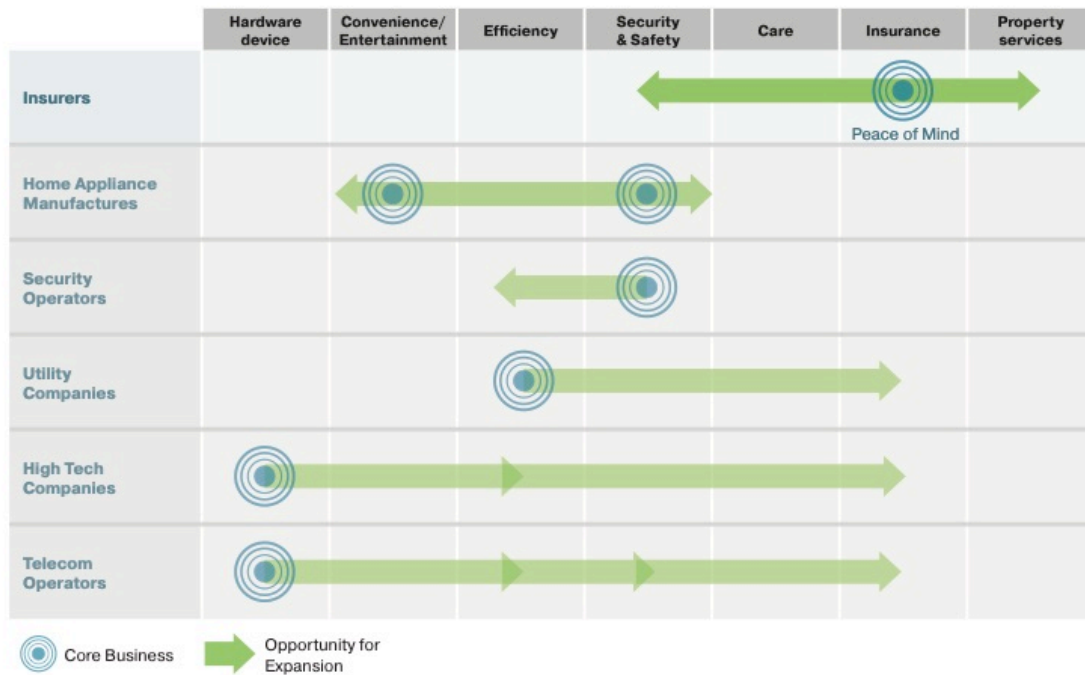 Hardware
device
Convenience/
Entertainment
Efficiency
Security
& Safety
Care
Insurance
Property
services
Insurers
Peace of Mind
Home Appliance
Manufactures
Security
Operators
Utility
Companies
High Tech
Companies
Telecom
Operators
Core Business
Opportunity for
Expansion